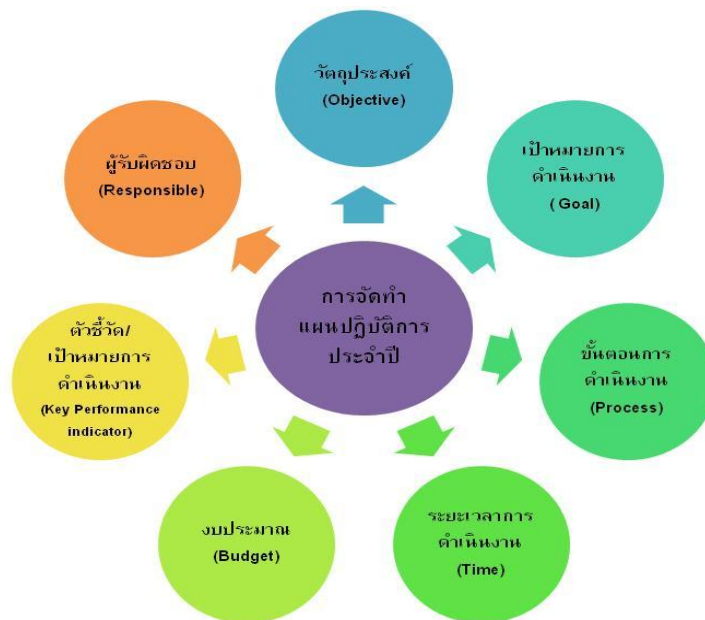 วัตถุประสงค์
(Objective)
เป้าหมายการ
ดำเนินงาน
( Goal)
ขั้นตอนการ
ดำเนินงาน
(Process)
ระยะเวลาการ
ดำเนินงาน
(Time)
งบประมาณ
(Budget)
ตัวชี้วัด/
เป้าหมายการ
ดำเนินงาน
(Key Performance
indicator)
ผู้รับผิดชอบ
(Responsible)
การจัดทำ
แผนปฏิบัติการ
ประจำปี